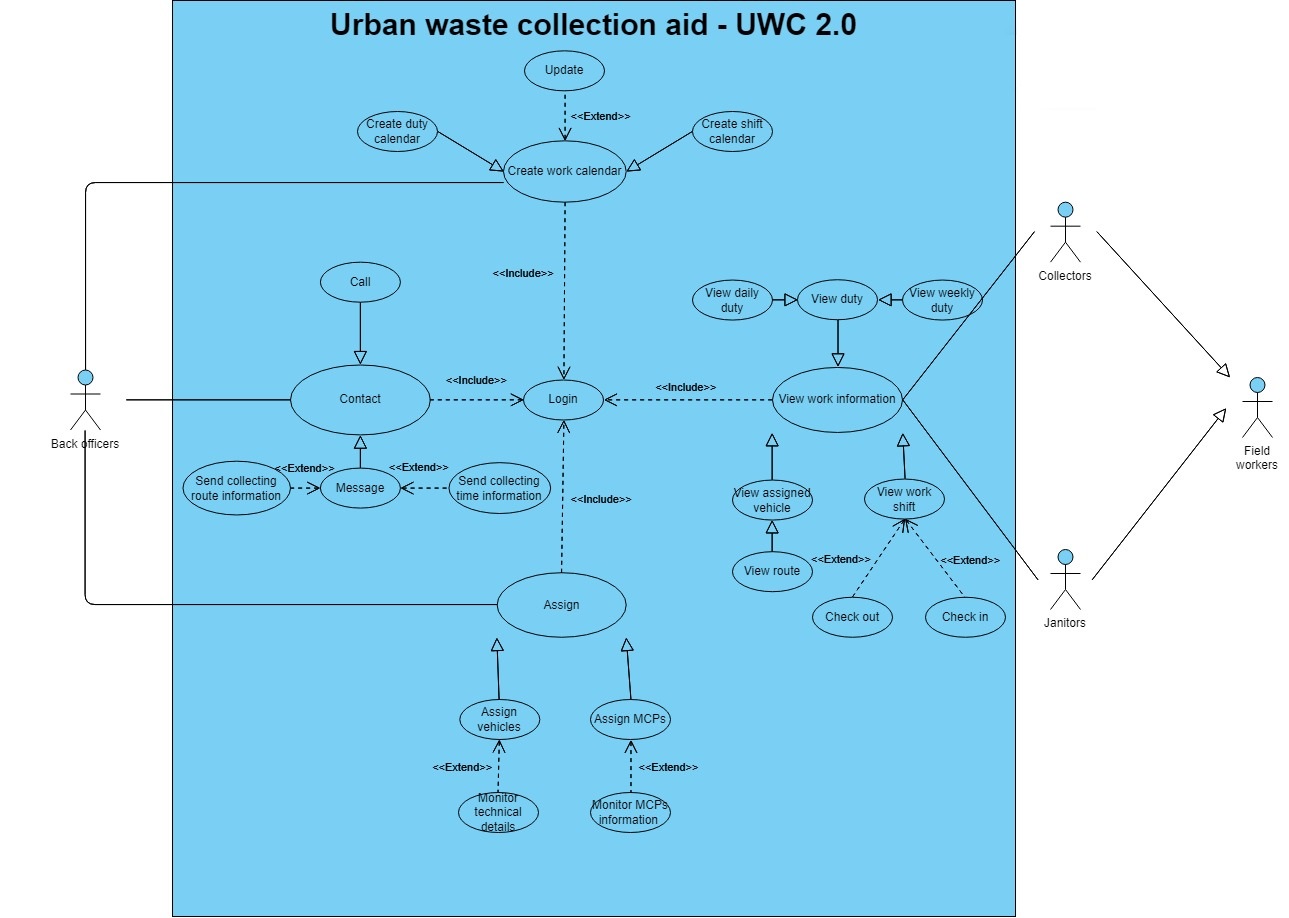 Urban waste collection aid - UWC 2.0
Update
<<Extend>>
Create duty
calendar
Create shift
calendar
Create work calendar
<<Include>>
Call
View daily
duty
View duty
View weekly
duty
Collectors
Contact
<<Include>>
Login
<<Include>>
View work information
Back officers
Field
workers
Send collecting
route information
<<Extend>>
Message
<<Extend>>
Send collecting
time information
<<Include>>
View assigned
vehicle
View work
shift
View route
<<Extend>>
<<Extend>>
Check out
Check in
Janitors
Assign
Assign
vehicles
Assign MCPs
<<Extend>>
<<Extend>>
Monitor
technical
details
Monitor MCPs
information